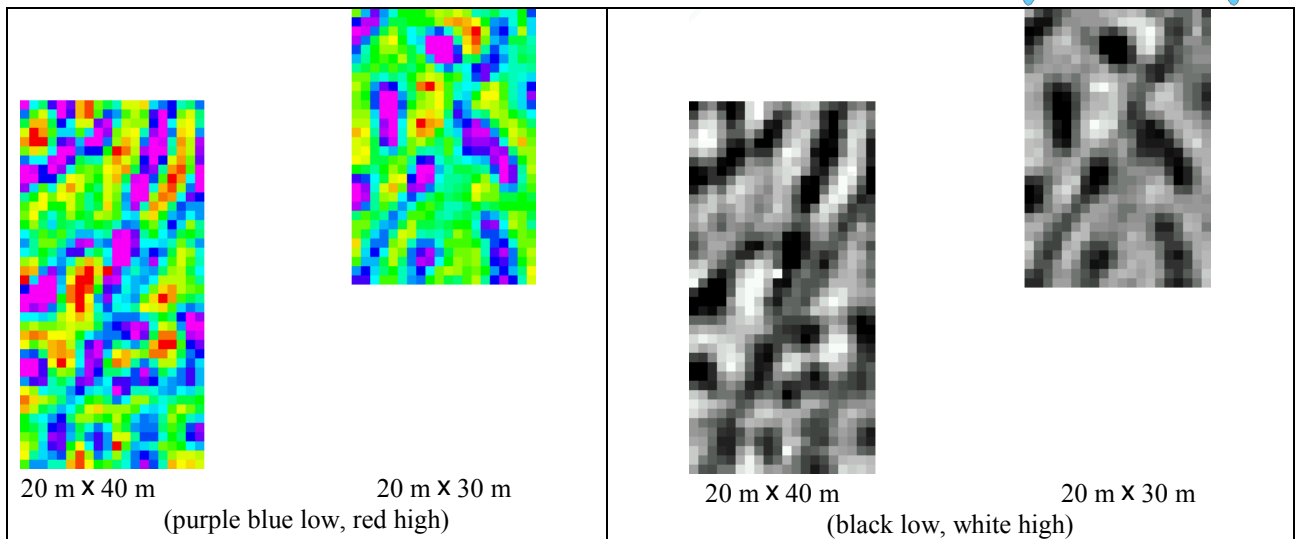 20 m x 40 m
20 m x 30 m
(purple blue low, red high)
20 m x 40 m
20 m x 30 m
(black low, white high)